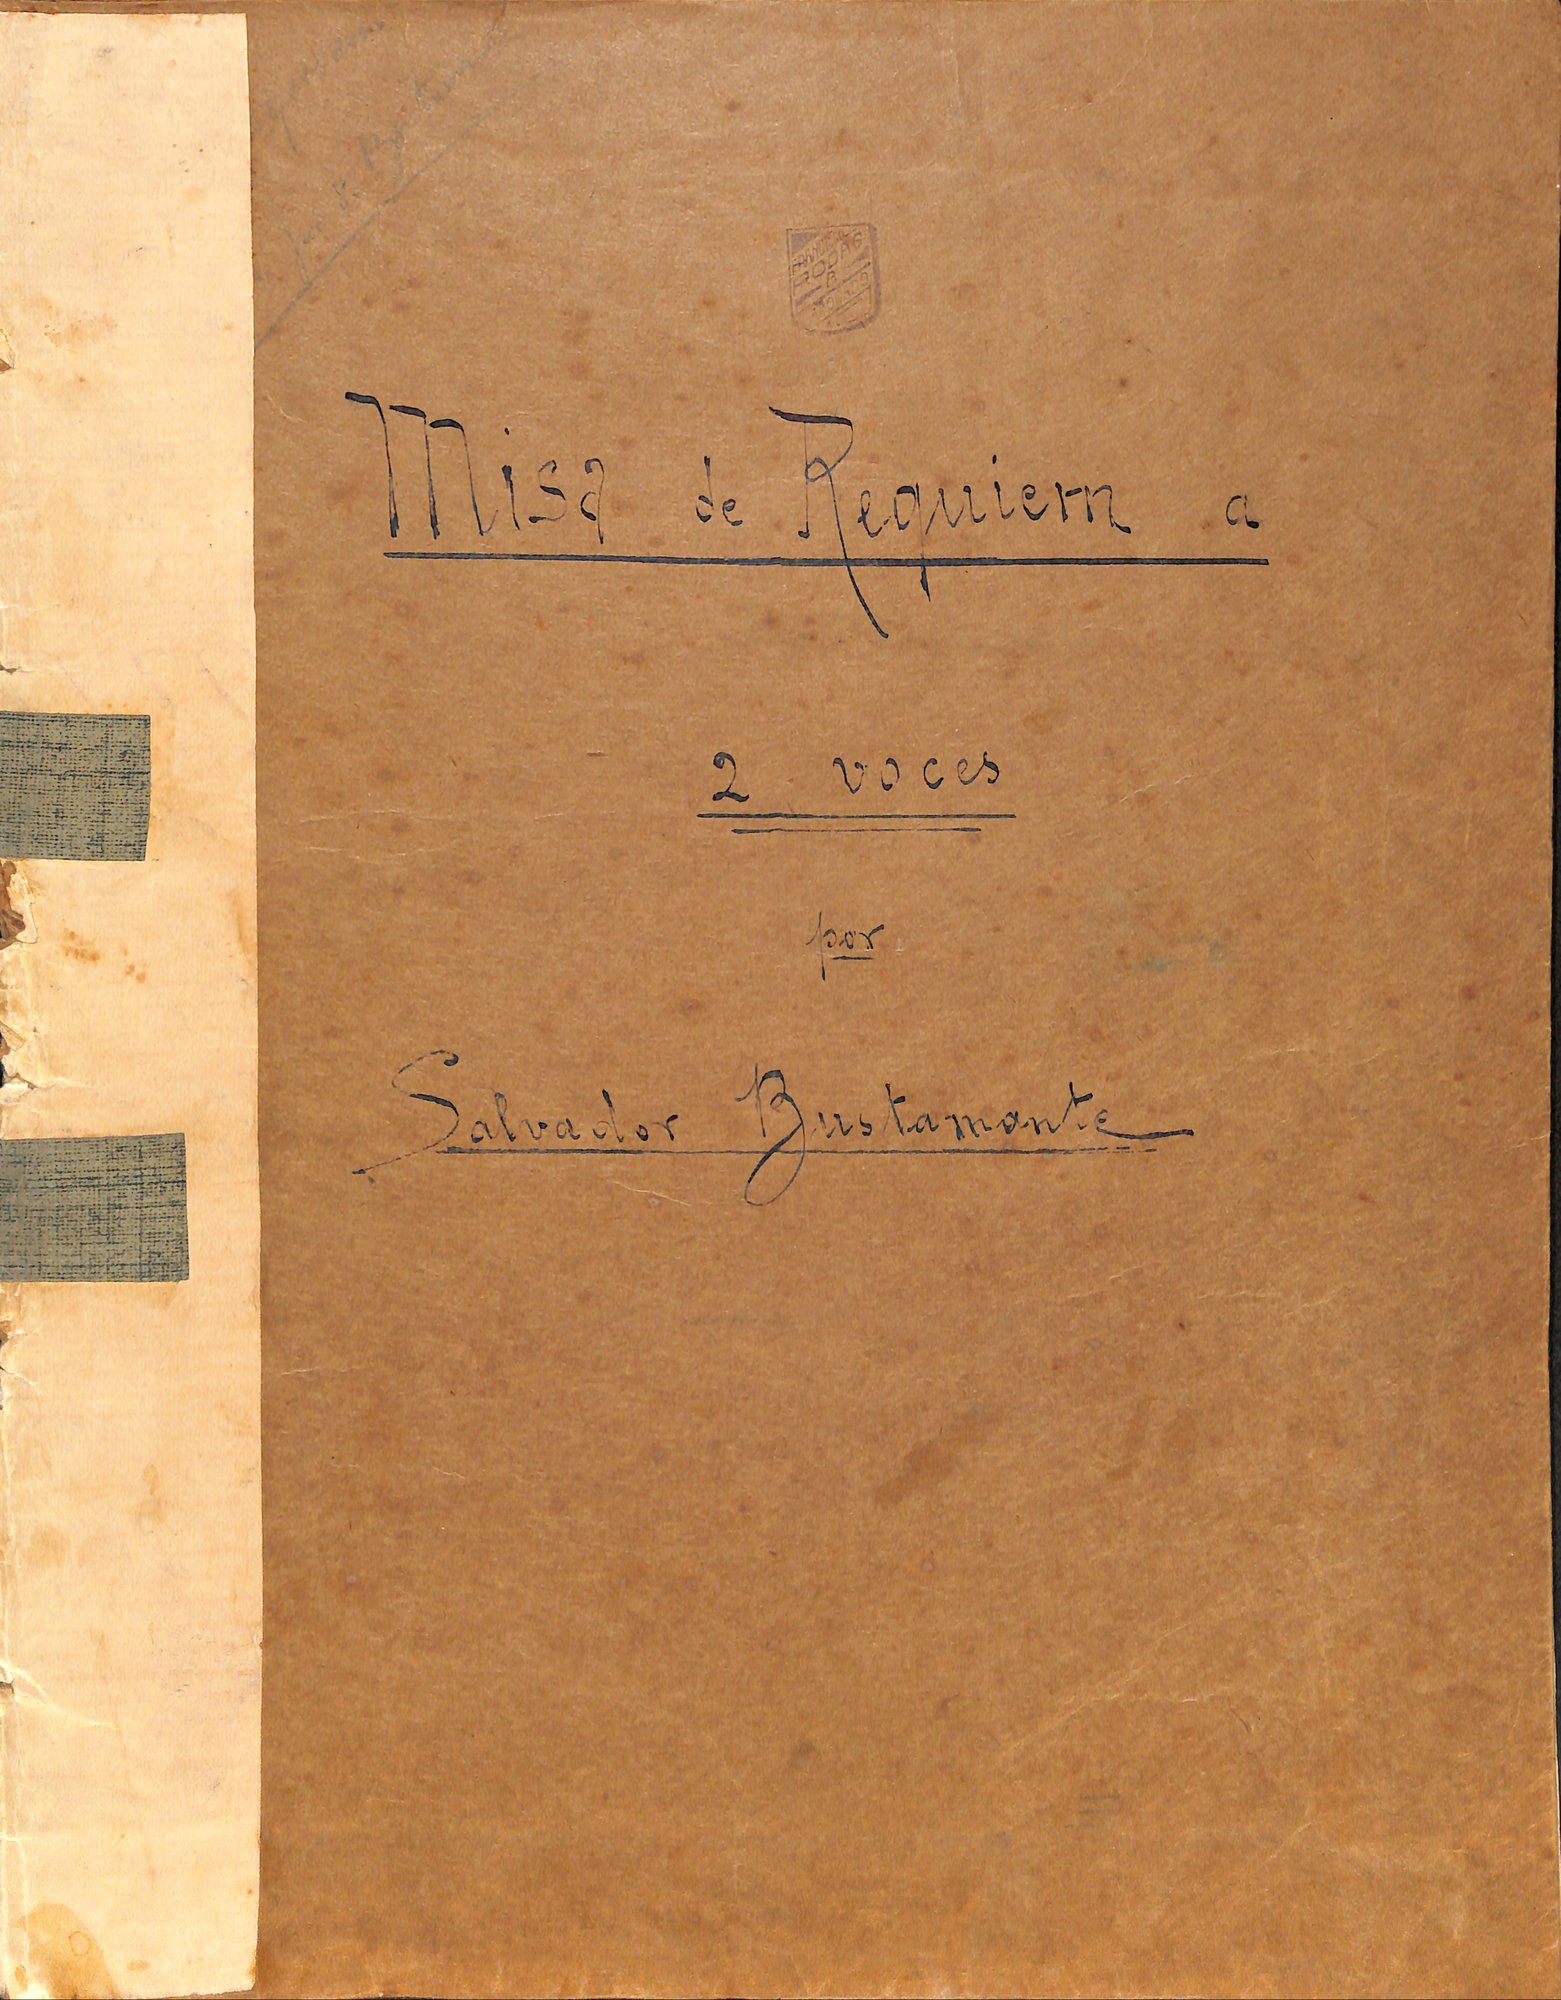 Misa de Requiem a
2 voces
por
Salvador Bustamante